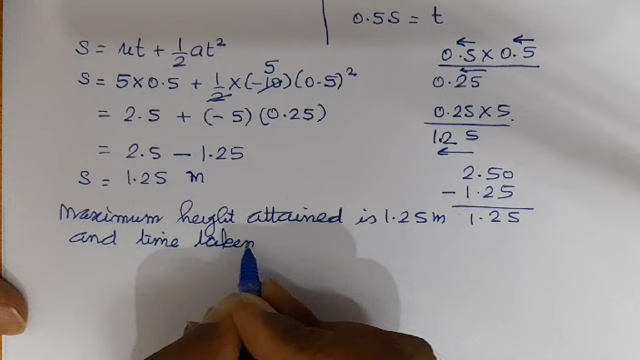 0.5s = t
s = ut + 1/2 at²
s = 5 × 0.5 + 1/2 × (-10) (0.5)²
5
= 2.5 + (-5) (0.25)
= 2.5 - 1.25
s = 1.25 m
Maximum height attained is 1.25m
and time taken
0.5 × 0.5
0.25
0.25 × 5
1.25
2.50
- 1.25
1.25